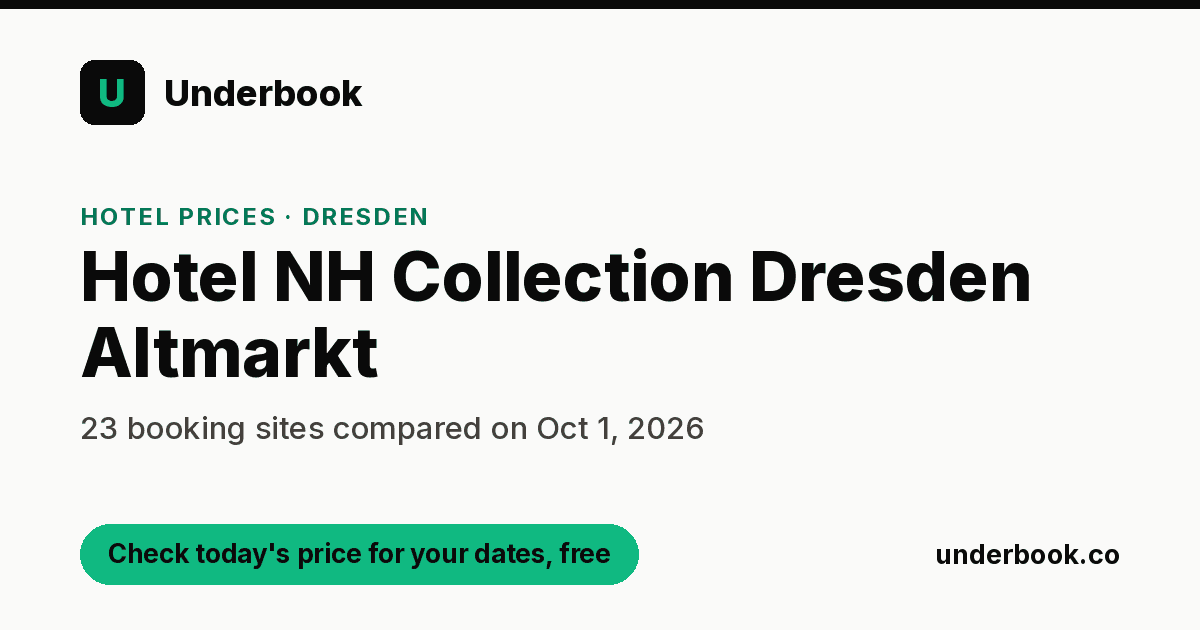 U
Underbook
HOTEL PRICES · DRESDEN
Hotel NH Collection Dresden
Altmarkt
23 booking sites compared on Oct 1, 2026
Check today's price for your dates, free
underbook.co